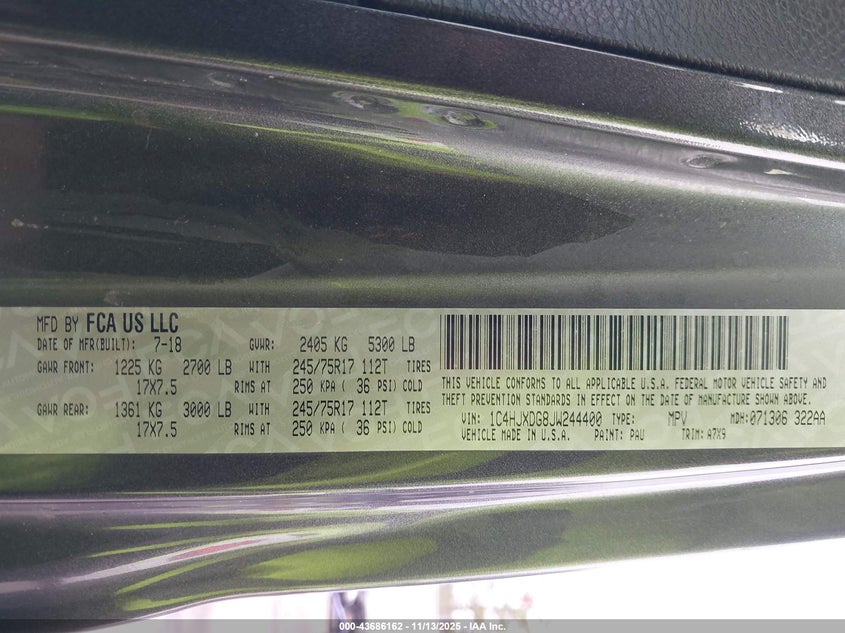 MFD BY FCA US LLC
DATE OF MFR(BUILT): 7-18 GVWR: 2405 KG 5300 LB
GAWR FRONT: 1225 KG 2700 LB WITH 245/75R17 112T TIRES
17X7.5 RIMS AT 250 KPA ( 36 PSI) COLD
GAWR REAR: 1361 KG 3000 LB WITH 245/75R17 112T TIRES
17X7.5 RIMS AT 250 KPA ( 36 PSI) COLD
THIS VEHICLE CONFORMS TO ALL APPLICABLE U.S.A. FEDERAL MOTOR VEHICLE SAFETY AND
THEFT PREVENTION STANDARDS IN EFFECT ON THE DATE OF MANUFACTURE SHOWN ABOVE.
VIN: 1C4HJXDG8JW244400 TYPE: MPV MDH: 071306 322AA
VEHICLE MADE IN U.S.A. PAINT: PAU TRIM: A7X9
000-43686162 - 11/13/2025 - IAA Inc.